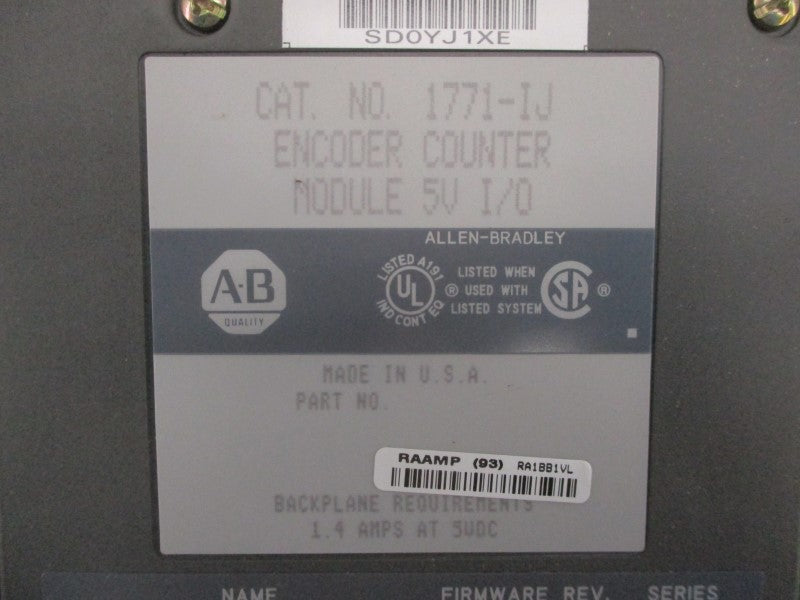 SD0YJ1XE
CAT. NO. 1771-IJ
ENCODER COUNTER
MODULE 5V I/O
ALLEN-BRADLEY
A-B
QUALITY
LISTED A191
UL
IND CONT EQ
®
LISTED WHEN
USED WITH
LISTED SYSTEM
SA
®
MADE IN U.S.A.
PART NO.
RAAMP (93) RA1BB1VL
BACKPLANE REQUIREMENTS
1.4 AMPS AT 5VDC
NAME FIRMWARE REV. SERIES